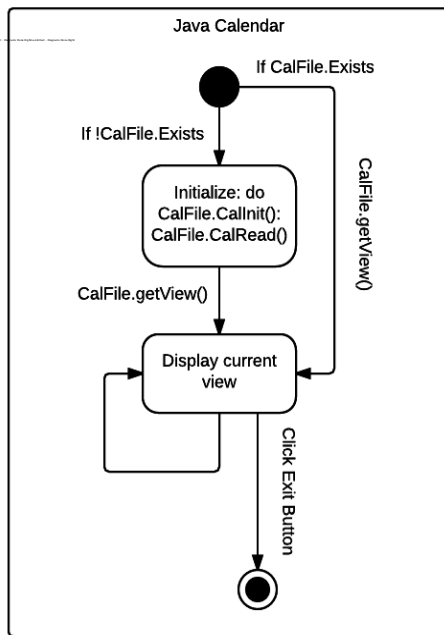 Java Calendar
If CalFile.Exists
If !CalFile.Exists
CalFile.getView()
Initialize: do
CalFile.CalInit():
CalFile.CalRead()
CalFile.getView()
Display current
view
Click Exit Button